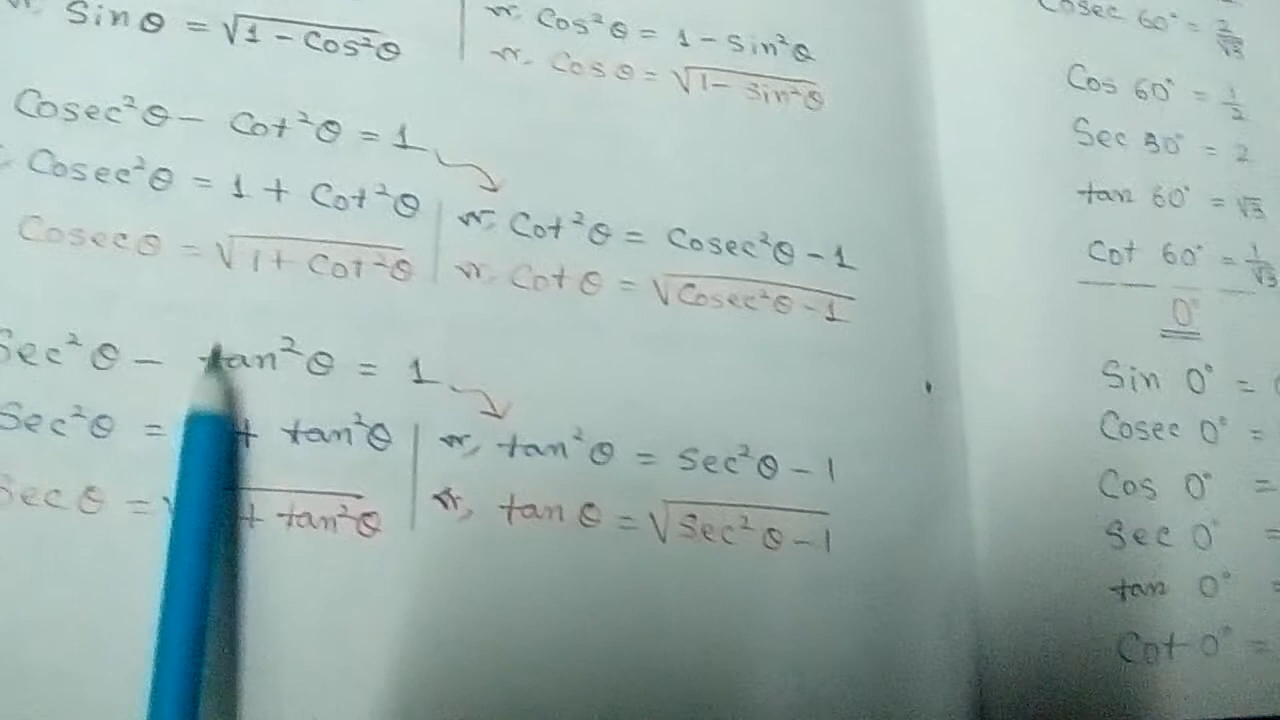 Sinθ = √1-Cos²θ
or. Cos²θ = 1-Sin²θ
or. Cosθ = √1-Sin²θ
Cosec²θ - Cot²θ = 1
Cosec²θ = 1 + Cot²θ
or, Cot²θ = Cosec²θ-1
Cosecθ = √1+Cot²θ
or. Cotθ = √Cosec²θ-1
Sec²θ - tan²θ = 1
Sec²θ = + tan²θ
or, tan²θ = Sec²θ-1
Secθ = √ + tan²θ
or, tanθ = √Sec²θ-1
Cosec 60° = 2/√3
Cos 60° = 1/2
Sec = 2
tan 60° = √3
Cot 60° = 1/√3
0°
Sin 0° =
Cosec 0° =
Cos 0° =
Sec 0° =
tan 0° =
Cot 0° =